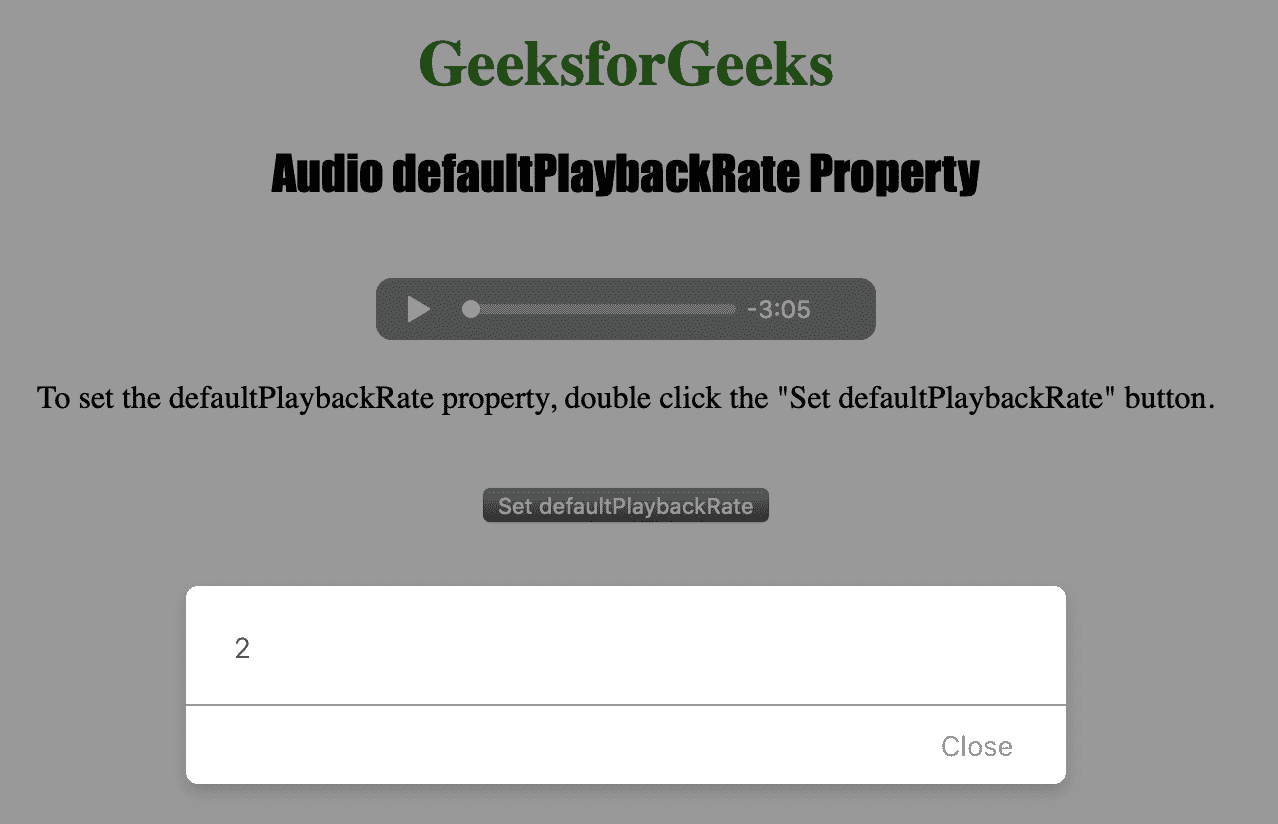 GeeksforGeeks
Audio defaultPlaybackRate Property
-3:05
To set the defaultPlaybackRate property, double click the "Set defaultPlaybackRate" button.
Set defaultPlaybackRate
2
Close